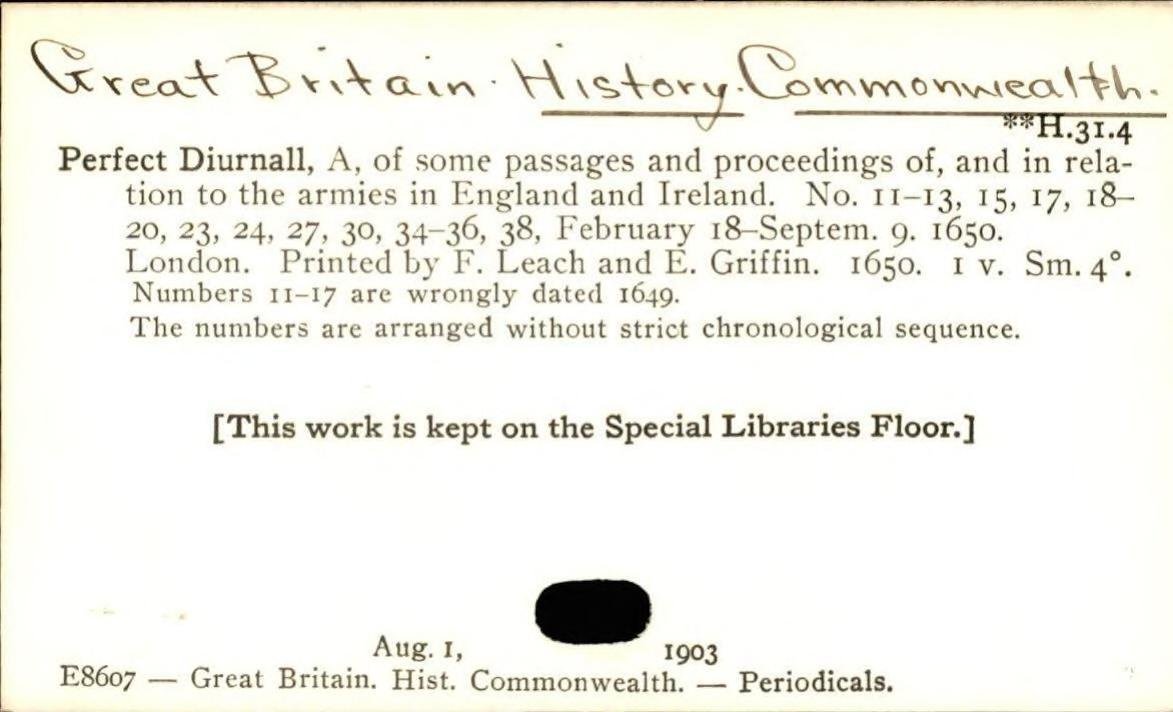 Great Britain. History. Commonwealth.
**H.31.4
Perfect Diurnall, A, of some passages and proceedings of, and in rela-
tion to the armies in England and Ireland. No. 11–13, 15, 17, 18–
20, 23, 24, 27, 30, 34–36, 38, February 18–Septem. 9. 1650.
London. Printed by F. Leach and E. Griffin. 1650. 1 v. Sm. 4°.
Numbers 11–17 are wrongly dated 1649.
The numbers are arranged without strict chronological sequence.
[This work is kept on the Special Libraries Floor.]
Aug. 1, 1903
E8607 — Great Britain. Hist. Commonwealth. — Periodicals.